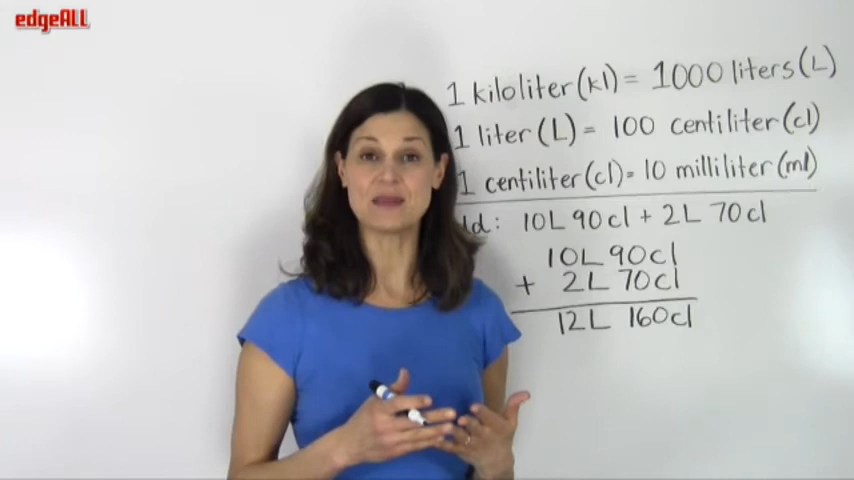 edgeALL
1 kiloliter(kl) = 1000 liters(L)
1 liter(L) = 100 centiliter(cl)
1 centiliter(cl) = 10 milliliter(ml)
dd: 10L 90cl + 2L 70cl
10L 90cl
+ 2L 70cl
12L 160cl